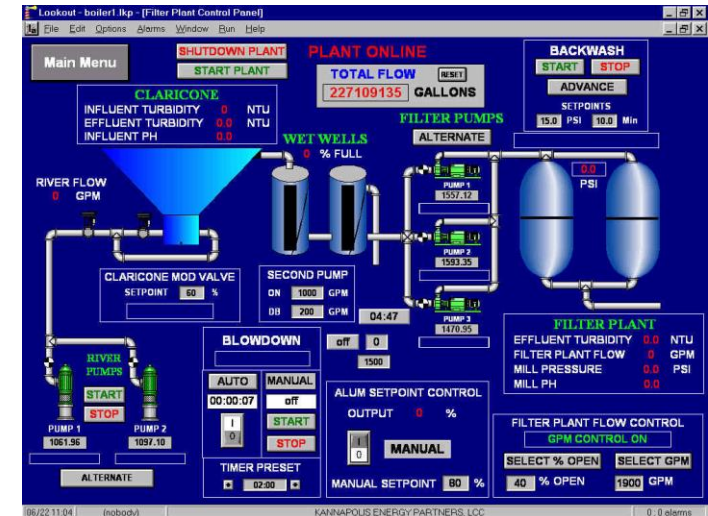 Lookout - boiler1.lkp - [Filter Plant Control Panel]
File Edit Options Alarms Window Run Help
Main Menu
SHUTDOWN PLANT
START PLANT
PLANT ONLINE
TOTAL FLOW RESET
227109135 GALLONS
BACKWASH
START STOP
ADVANCE
SETPOINTS
15.0 PSI 10.0 Min
CLARICONE
INFLUENT TURBIDITY 0 NTU
EFFLUENT TURBIDITY 0.0 NTU
INFLUENT PH 0.0
WET WELLS
0 % FULL
FILTER PUMPS
ALTERNATE
PUMP 1
1557.12
PUMP 2
1593.35
PUMP 3
1470.95
0.0
PSI
RIVER FLOW
0 GPM
CLARICONE MOD VALVE
SETPOINT 60 %
SECOND PUMP
ON 1000 GPM
DB 200 GPM
04:47
off 0
1500
RIVER
PUMPS
START
STOP
PUMP 1
1061.96
PUMP 2
1097.10
ALTERNATE
BLOWDOWN
AUTO
00:00:07
1
0
MANUAL
off
START
STOP
TIMER PRESET
02:00
ALUM SETPOINT CONTROL
OUTPUT 0 %
1
0
MANUAL
MANUAL SETPOINT 80 %
FILTER PLANT
EFFLUENT TURBIDITY 0.0 NTU
FILTER PLANT FLOW 0 GPM
MILL PRESSURE 0.0 PSI
MILL PH 0.0
FILTER PLANT FLOW CONTROL
GPM CONTROL ON
SELECT % OPEN SELECT GPM
40 % OPEN 1900 GPM
06/22 11:04 (nobody) KANNAPOLIS ENERGY PARTNERS, LCC 0 : 0 alarms